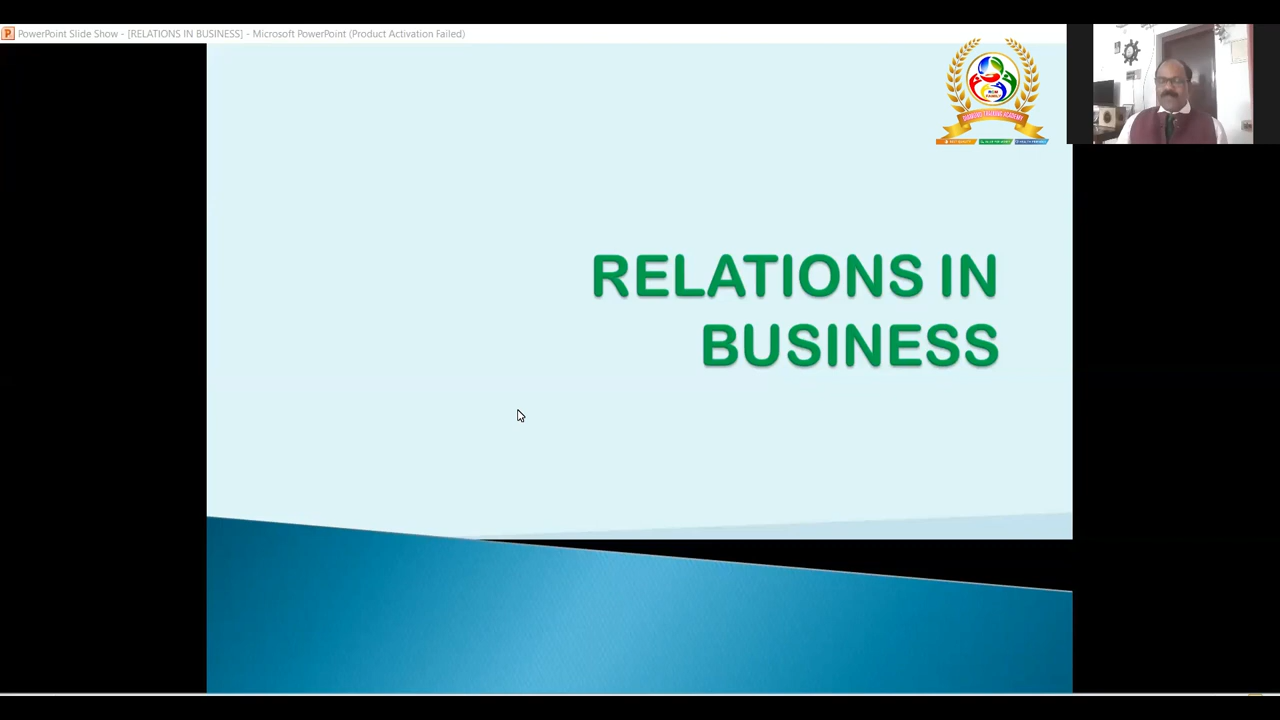 PowerPoint Slide Show - [RELATIONS IN BUSINESS] - Microsoft PowerPoint (Product Activation Failed)
RELATIONS IN
BUSINESS